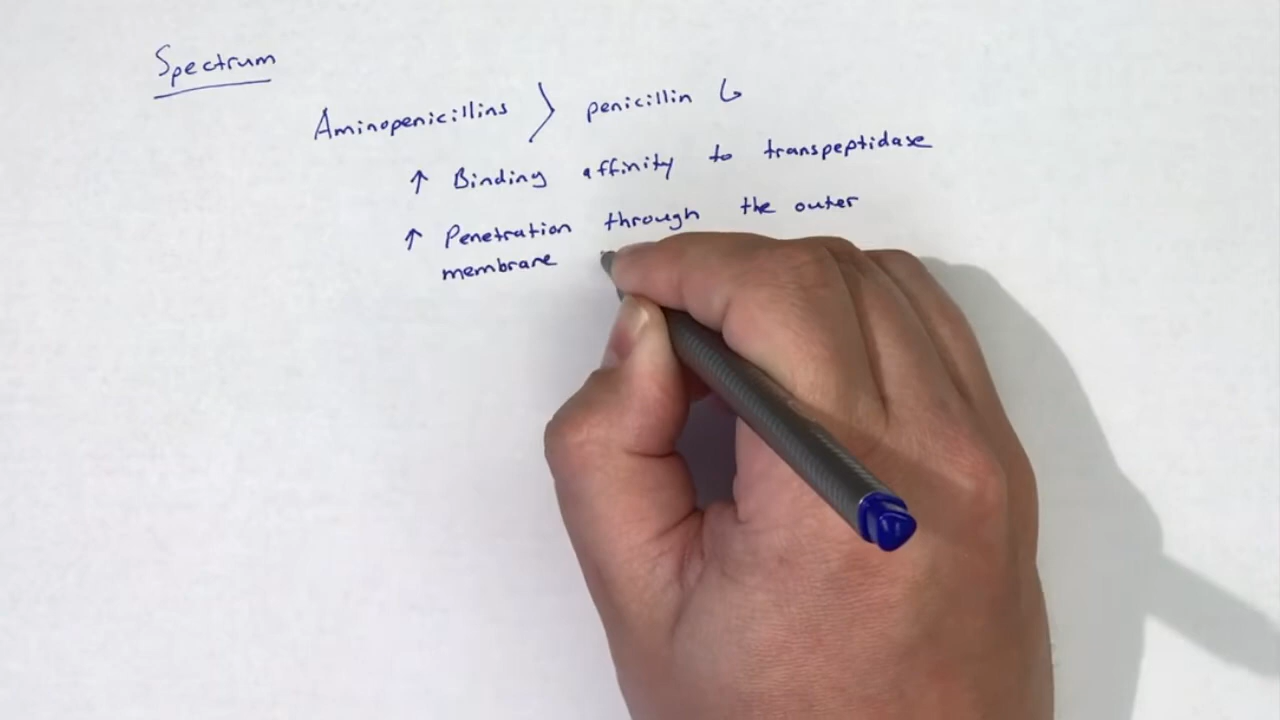 Spectrum
Aminopenicillins > penicillin G
↑ Binding affinity to transpeptidase
↑ Penetration through the outer
membrane